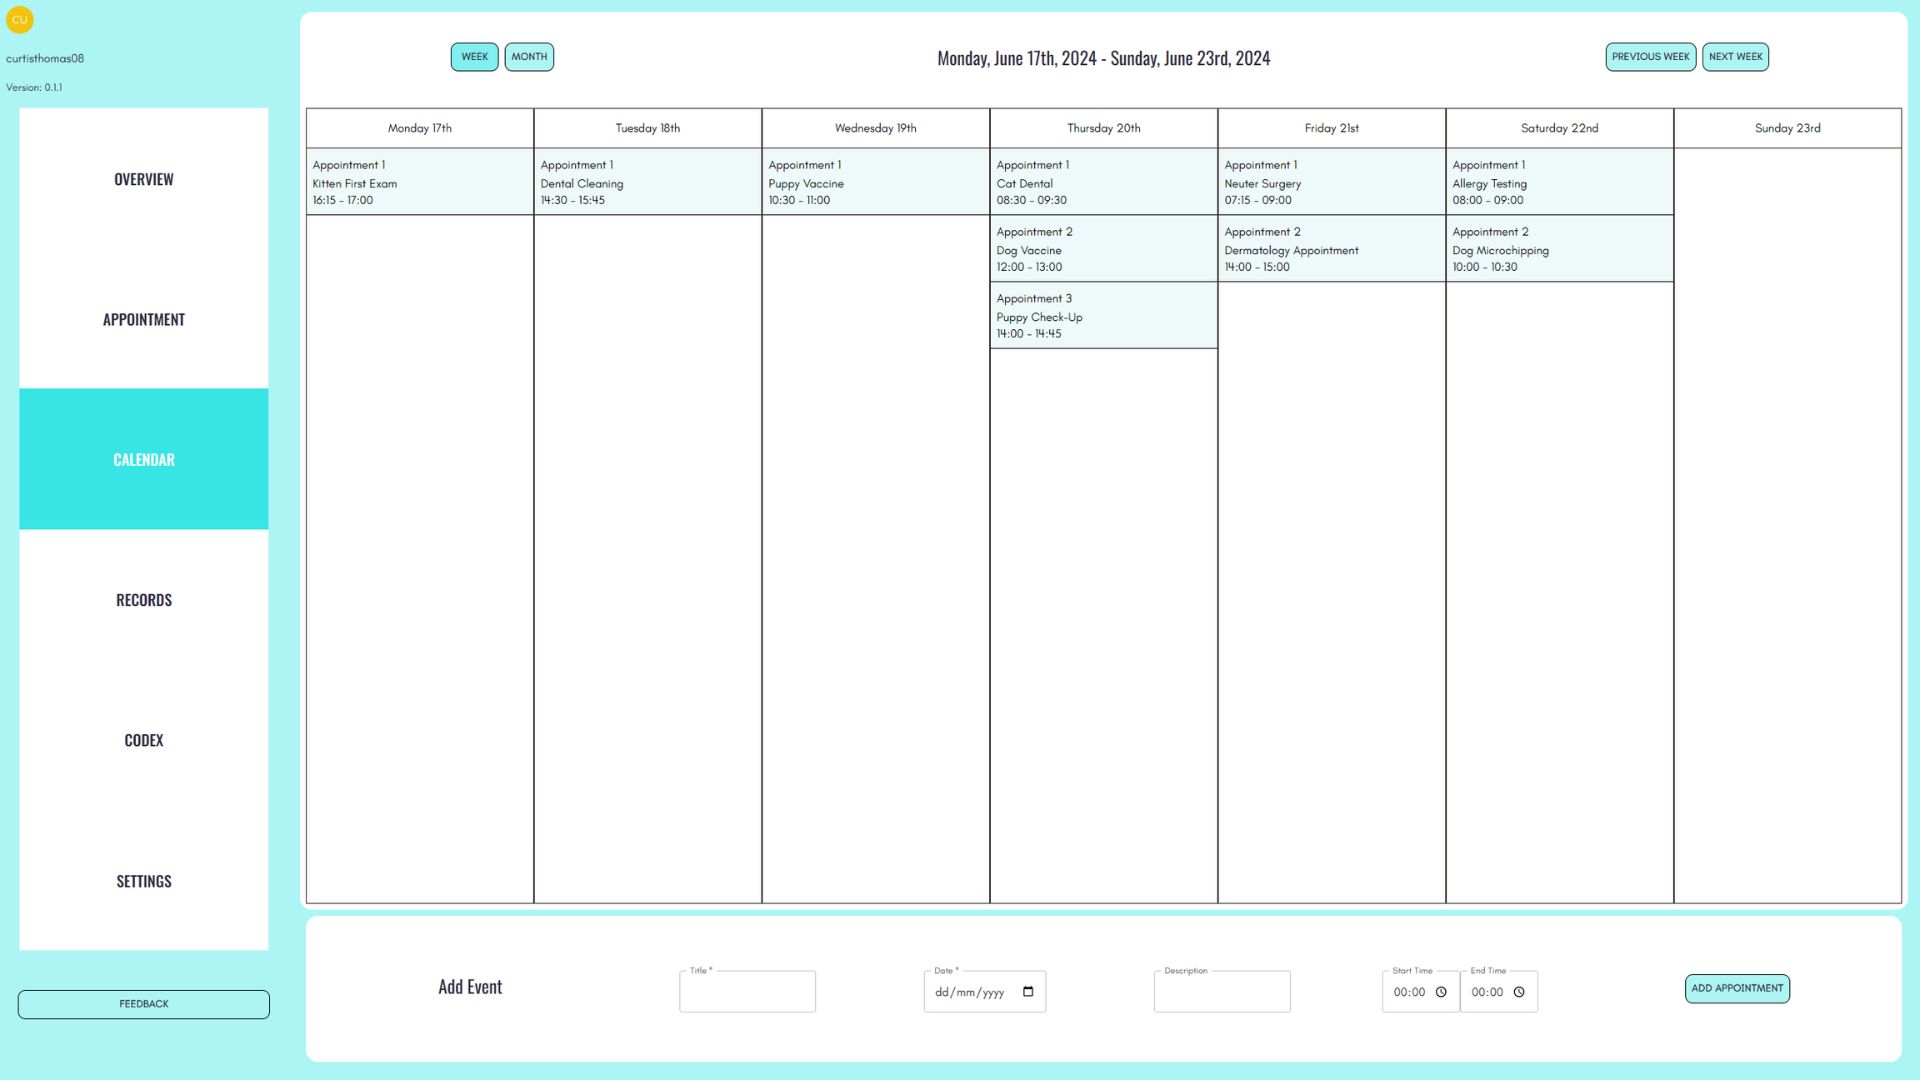 CU
curtisthomas08
Version: 0.1.1
OVERVIEW
APPOINTMENT
CALENDAR
RECORDS
CODEX
SETTINGS
FEEDBACK
WEEK
MONTH
Monday, June 17th, 2024 - Sunday, June 23rd, 2024
PREVIOUS WEEK
NEXT WEEK
Monday 17th
Appointment 1
Kitten First Exam
16:15 - 17:00
Tuesday 18th
Appointment 1
Dental Cleaning
14:30 - 15:45
Wednesday 19th
Appointment 1
Puppy Vaccine
10:30 - 11:00
Thursday 20th
Appointment 1
Cat Dental
08:30 - 09:30
Appointment 2
Dog Vaccine
12:00 - 13:00
Appointment 3
Puppy Check-Up
14:00 - 14:45
Friday 21st
Appointment 1
Neuter Surgery
07:15 - 09:00
Appointment 2
Dermatology Appointment
14:00 - 15:00
Saturday 22nd
Appointment 1
Allergy Testing
08:00 - 09:00
Appointment 2
Dog Microchipping
10:00 - 10:30
Sunday 23rd
Add Event
Title *
Date *
dd/mm/yyyy
Description
Start Time
00:00
End Time
00:00
ADD APPOINTMENT